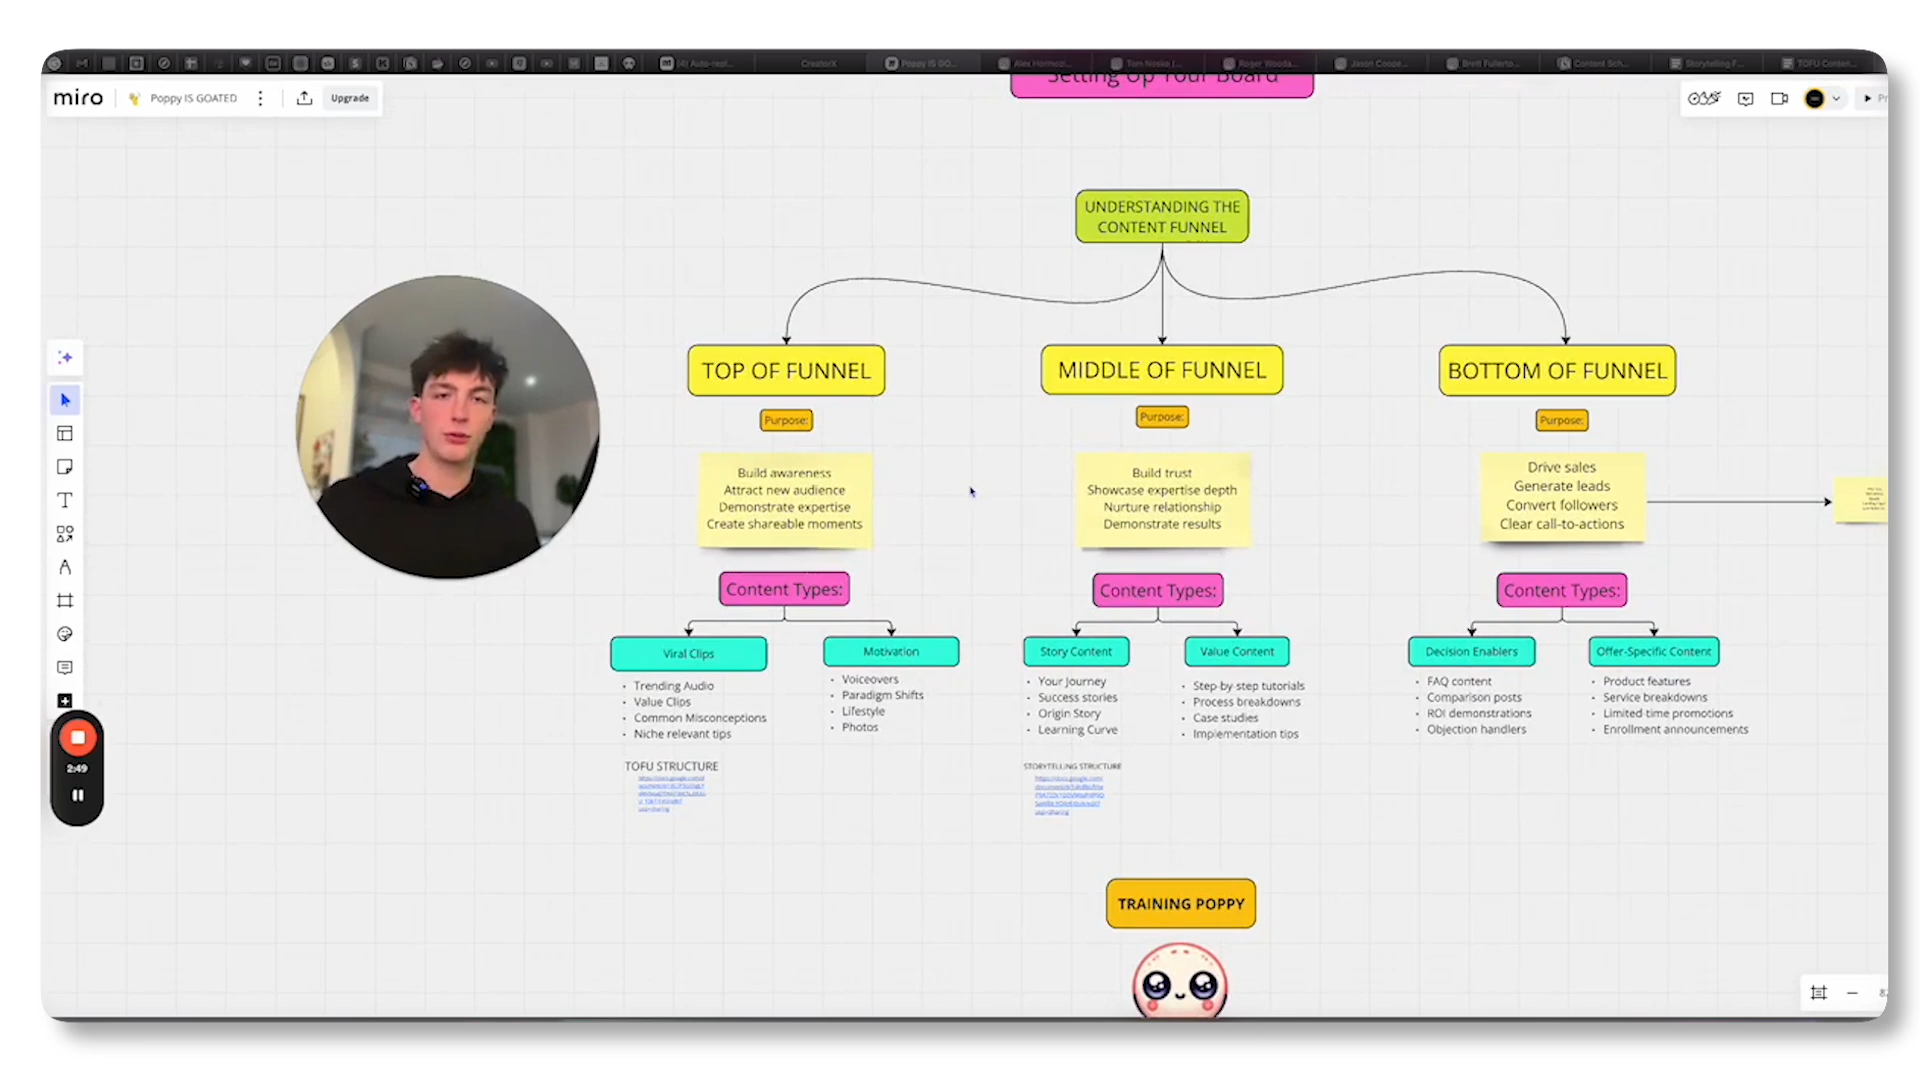 Setting Up Your Board
miro
Poppy IS GOATED
Upgrade
UNDERSTANDING THE
CONTENT FUNNEL
TOP OF FUNNEL
MIDDLE OF FUNNEL
BOTTOM OF FUNNEL
Purpose:
Purpose:
Purpose:
Build awareness
Attract new audience
Demonstrate expertise
Create shareable moments
Build trust
Showcase expertise depth
Nurture relationship
Demonstrate results
Drive sales
Generate leads
Convert followers
Clear call-to-actions
Content Types:
Content Types:
Content Types:
Viral Clips
Motivation
Story Content
Value Content
Decision Enablers
Offer-Specific Content
• Trending Audio
• Value Clips
• Common Misconceptions
• Niche relevant tips
• Voiceovers
• Paradigm Shifts
• Lifestyle
• Photos
• Your Journey
• Success stories
• Origin Story
• Learning Curve
• Step-by-step tutorials
• Process breakdowns
• Case studies
• Implementation tips
• FAQ content
• Comparison posts
• ROI demonstrations
• Objection handlers
• Product features
• Service breakdowns
• Limited time promotions
• Enrollment announcements
TOFU STRUCTURE
STORYTELLING STRUCTURE
2:49
TRAINING POPPY